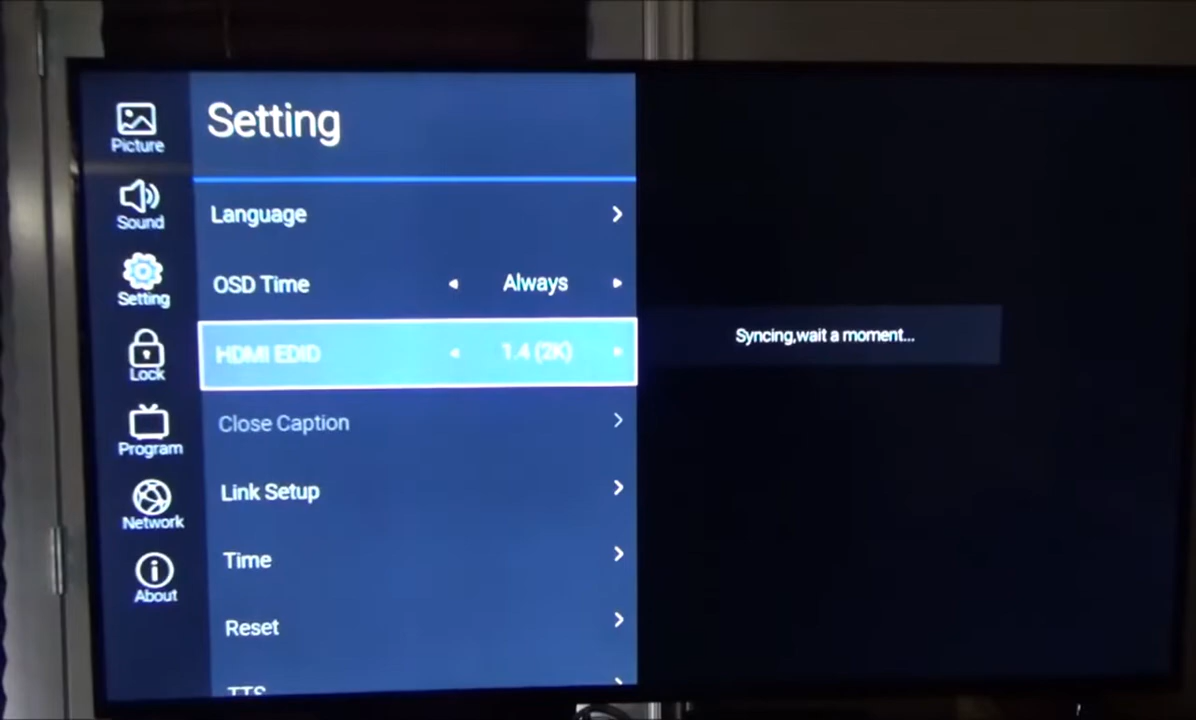 Picture
Sound
Setting
Lock
Program
Network
About
Setting
Language
OSD Time Always
HDMI EDID 1.4 (2K)
Close Caption
Link Setup
Time
Reset
TTS
Syncing,wait a moment...